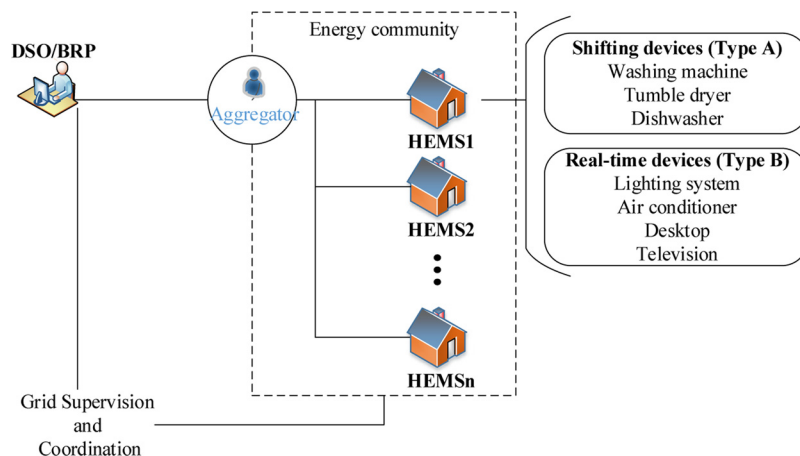 DSO/BRP
Energy community
Aggregator
HEMS1
HEMS2
HEMSn
Shifting devices (Type A)
Washing machine
Tumble dryer
Dishwasher
Real-time devices (Type B)
Lighting system
Air conditioner
Desktop
Television
Grid Supervision
and
Coordination